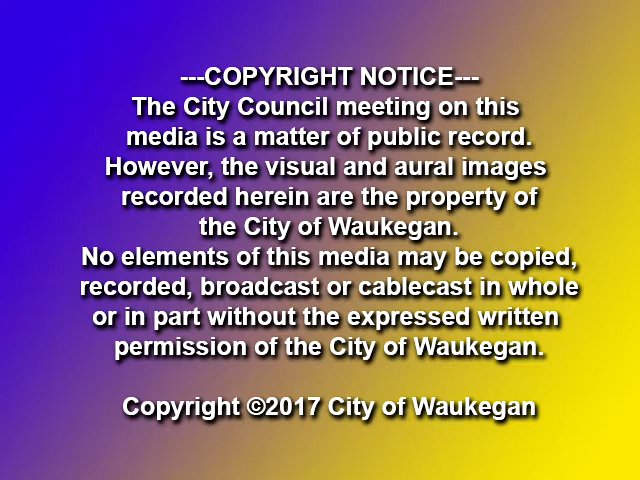 ---COPYRIGHT NOTICE---
The City Council meeting on this
media is a matter of public record.
However, the visual and aural images
recorded herein are the property of
the City of Waukegan.
No elements of this media may be copied,
recorded, broadcast or cablecast in whole
or in part without the expressed written
permission of the City of Waukegan.
Copyright ©2017 City of Waukegan